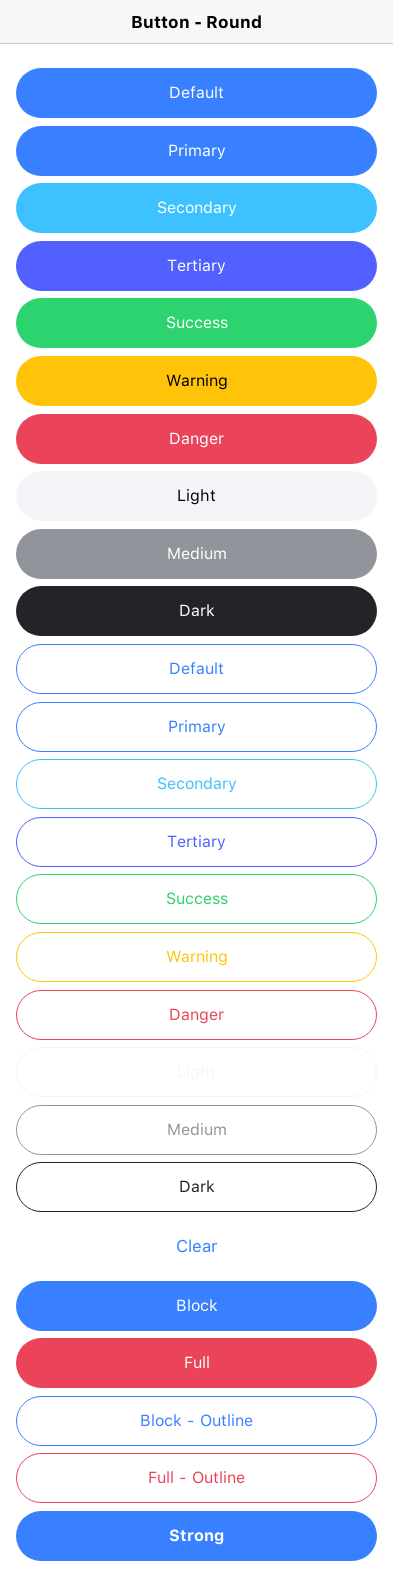 Button - Round
Default
Primary
Secondary
Tertiary
Success
Warning
Danger
Light
Medium
Dark
Default
Primary
Secondary
Tertiary
Success
Warning
Danger
Light
Medium
Dark
Clear
Block
Full
Block - Outline
Full - Outline
Strong